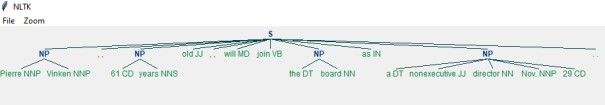 NLTK
File Zoom
S
NP , , NP old JJ , , will MD join VB NP as IN NP . .
Pierre NNP Vinken NNP 61 CD years NNS the DT board NN a DT nonexecutive JJ director NN Nov. NNP 29 CD